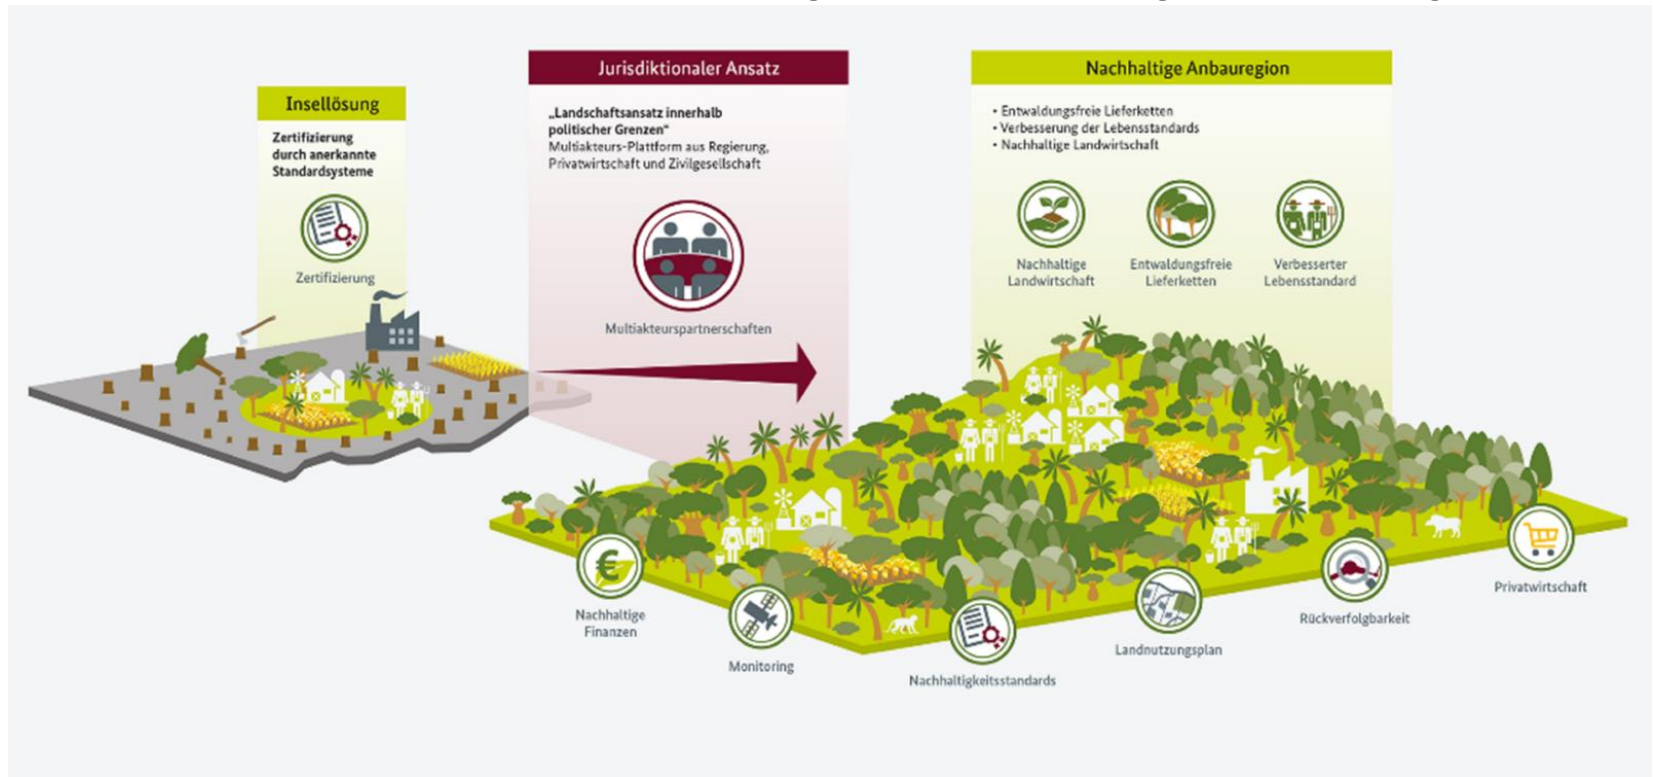 Insellösung
Zertifizierung
durch anerkannte
Standardsysteme
Zertifizierung
Jurisdiktionaler Ansatz
„Landschaftsansatz innerhalb
politischer Grenzen“
Multiakteurs-Plattform aus Regierung,
Privatwirtschaft und Zivilgesellschaft
Multiakteurspartnerschaften
Nachhaltige Anbauregion
• Entwaldungsfreie Lieferketten
• Verbesserung der Lebensstandards
• Nachhaltige Landwirtschaft
Nachhaltige
Landwirtschaft
Entwaldungsfreie
Lieferketten
Verbesserter
Lebensstandard
€
Nachhaltige
Finanzen
Monitoring
Nachhaltigkeitsstandards
Landnutzungsplan
Rückverfolgbarkeit
Privatwirtschaft